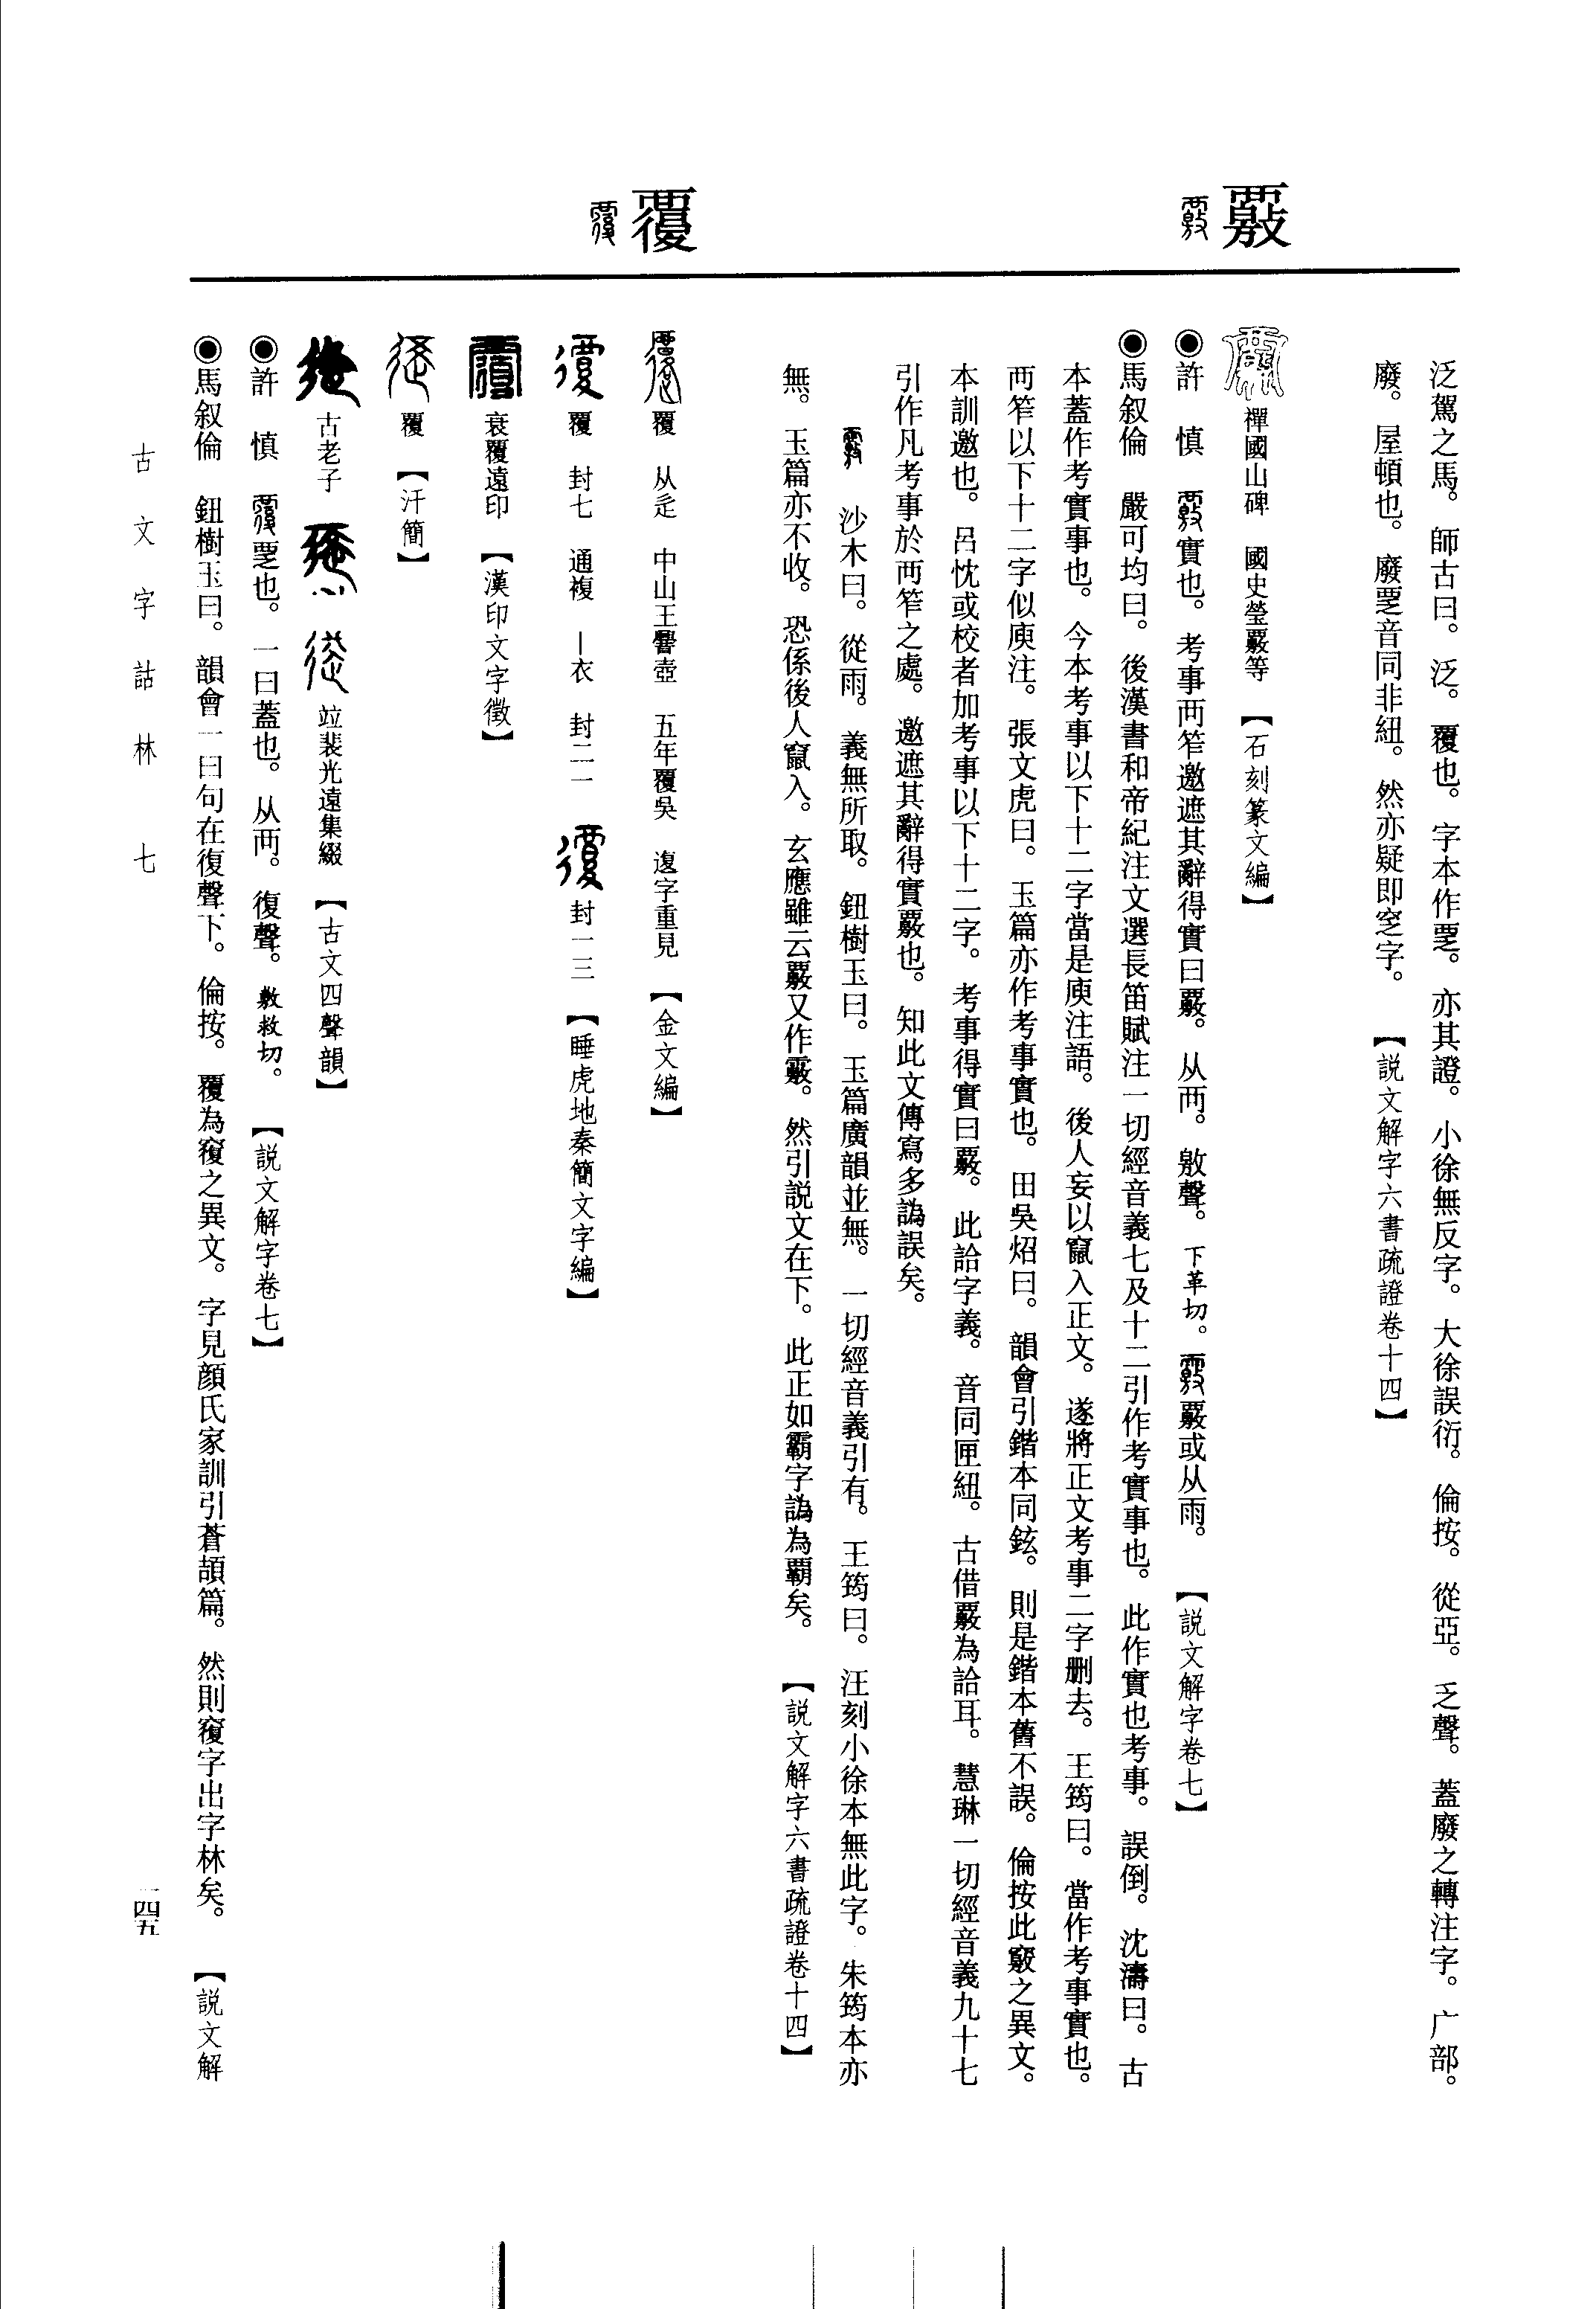 覈
覆
泛駕之馬。師古曰。泛。覆也。字本作覂。亦其證。小徐無反字。大徐誤衍。倫按。從亞。乏聲。蓋廢之轉注字。广部。
廢。屋頓也。廢覂音同非紐。然亦疑即窆字。　【説文解字六書疏證卷十四】
禪國山碑　國史瑩覈等　【石刻篆文編】
◉許　慎　實也。考事襾笮邀遮其辭得實曰覈。从襾。敫聲。下革切。覈或从雨。　【説文解字卷七】
◉馬叙倫　嚴可均曰。後漢書和帝紀注文選長笛賦注一切經音義七及十二引作考實事也。此作實也考事。誤倒。沈濤曰。古
本蓋作考實事也。今本考事以下十二字當是庾注語。後人妄以竄入正文。遂將正文考事二字删去。王筠曰。當作考事實也。
襾笮以下十二字似庾注。張文虎曰。玉篇亦作考事實也。田吳炤曰。韻會引鍇本同鉉。則是鍇本舊不誤。倫按此竅之異文。
本訓邀也。呂忱或校者加考事以下十二字。考事得實曰覈。此詥字義。音同匣紐。古借覈為詥耳。慧琳一切經音義九十七
引作凡考事於襾笮之處。邀遮其辭得實覈也。知此文傳寫多譌誤矣。
沙木曰。從雨。義無所取。鈕樹玉曰。玉篇廣韻並無。一切經音義引有。王筠曰。汪刻小徐本無此字。朱筠本亦
無。玉篇亦不收。恐係後人竄入。玄應雖云覈又作䨹。然引説文在下。此正如霸字譌為覇矣。　【説文解字六書疏證卷十四】
覆　从辵　中山王䜭壺　五年覆吳　復字重見　【金文編】
覆　封七　通複　—衣　封二一　封一三　【睡虎地秦簡文字編】
袁覆遠印　【漢印文字徵】
覆　【汗簡】
古老子　竝裴光遠集綴　【古文四聲韻】
◉許　慎　覂也。一曰蓋也。从襾。復聲。敷救切。　【説文解字卷七】
◉馬叙倫　鈕樹玉曰。韻會一曰句在復聲下。倫按。覆為𥨍之異文。字見顔氏家訓引蒼頡篇。然則𥨍字出字林矣。　【説文解
古文字詁林　七
一四五